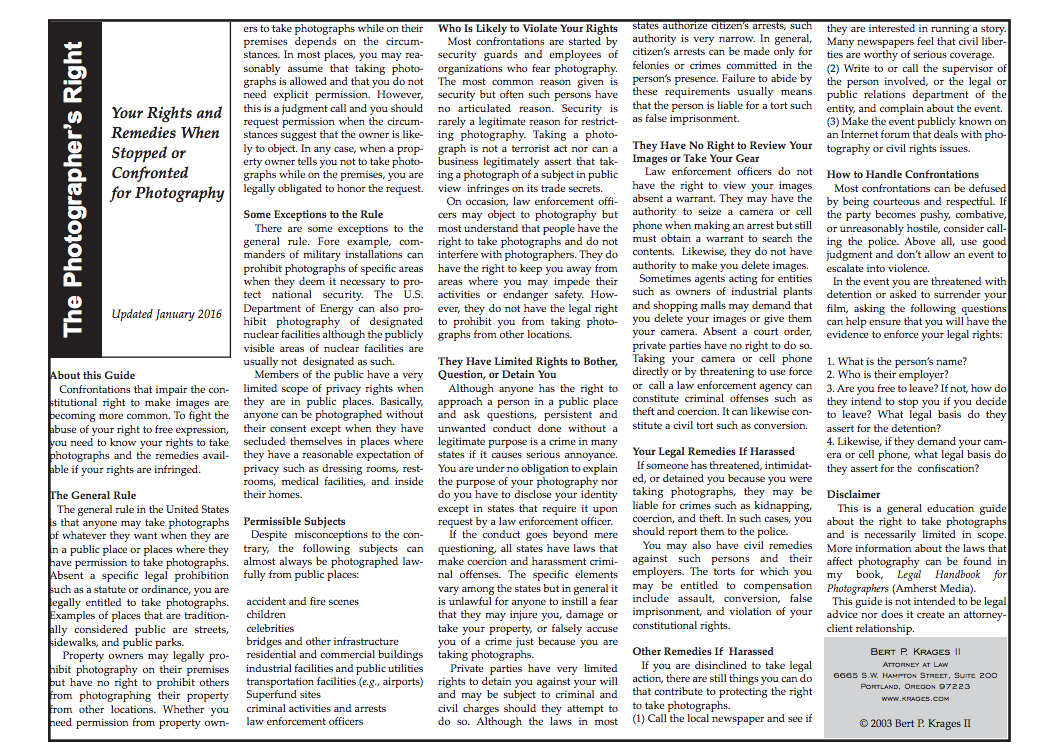 The Photographer's Right
Your Rights and
Remedies When
Stopped or
Confronted
for Photography
Updated January 2016
About this Guide
Confrontations that impair the con-
stitutional right to make images are
becoming more common. To fight the
abuse of your right to free expression,
you need to know your rights to take
photographs and the remedies avail-
able if your rights are infringed.
The General Rule
The general rule in the United States
is that anyone may take photographs
of whatever they want when they are
in a public place or places where they
have permission to take photographs.
Absent a specific legal prohibition
such as a statute or ordinance, you are
legally entitled to take photographs.
Examples of places that are tradition-
ally considered public are streets,
sidewalks, and public parks.
Property owners may legally pro-
hibit photography on their premises
but have no right to prohibit others
from photographing their property
from other locations. Whether you
need permission from property own-
ers to take photographs while on their
premises depends on the circum-
stances. In most places, you may rea-
sonably assume that taking photo-
graphs is allowed and that you do not
need explicit permission. However,
this is a judgment call and you should
request permission when the circum-
stances suggest that the owner is like-
ly to object. In any case, when a prop-
erty owner tells you not to take photo-
graphs while on the premises, you are
legally obligated to honor the request.
Some Exceptions to the Rule
There are some exceptions to the
general rule. Fore example, com-
manders of military installations can
prohibit photographs of specific areas
when they deem it necessary to pro-
tect national security. The U.S.
Department of Energy can also pro-
hibit photography of designated
nuclear facilities although the publicly
visible areas of nuclear facilities are
usually not designated as such.
Members of the public have a very
limited scope of privacy rights when
they are in public places. Basically,
anyone can be photographed without
their consent except when they have
secluded themselves in places where
they have a reasonable expectation of
privacy such as dressing rooms, rest-
rooms, medical facilities, and inside
their homes.
Permissible Subjects
Despite misconceptions to the con-
trary, the following subjects can
almost always be photographed law-
fully from public places:
accident and fire scenes
children
celebrities
bridges and other infrastructure
residential and commercial buildings
industrial facilities and public utilities
transportation facilities (e.g., airports)
Superfund sites
criminal activities and arrests
law enforcement officers
Who Is Likely to Violate Your Rights
Most confrontations are started by
security guards and employees of
organizations who fear photography.
The most common reason given is
security but often such persons have
no articulated reason. Security is
rarely a legitimate reason for restrict-
ing photography. Taking a photo-
graph is not a terrorist act nor can a
business legitimately assert that tak-
ing a photograph of a subject in public
view infringes on its trade secrets.
On occasion, law enforcement offi-
cers may object to photography but
most understand that people have the
right to take photographs and do not
interfere with photographers. They do
have the right to keep you away from
areas where you may impede their
activities or endanger safety. How-
ever, they do not have the legal right
to prohibit you from taking photo-
graphs from other locations.
They Have Limited Rights to Bother,
Question, or Detain You
Although anyone has the right to
approach a person in a public place
and ask questions, persistent and
unwanted conduct done without a
legitimate purpose is a crime in many
states if it causes serious annoyance.
You are under no obligation to explain
the purpose of your photography nor
do you have to disclose your identity
except in states that require it upon
request by a law enforcement officer.
If the conduct goes beyond mere
questioning, all states have laws that
make coercion and harassment crimi-
nal offenses. The specific elements
vary among the states but in general it
is unlawful for anyone to instill a fear
that they may injure you, damage or
take your property, or falsely accuse
you of a crime just because you are
taking photographs.
Private parties have very limited
rights to detain you against your will
and may be subject to criminal and
civil charges should they attempt to
do so. Although the laws in most
states authorize citizen's arrests, such
authority is very narrow. In general,
citizen's arrests can be made only for
felonies or crimes committed in the
person's presence. Failure to abide by
these requirements usually means
that the person is liable for a tort such
as false imprisonment.
They Have No Right to Review Your
Images or Take Your Gear
Law enforcement officers do not
have the right to view your images
absent a warrant. They may have the
authority to seize a camera or cell
phone when making an arrest but still
must obtain a warrant to search the
contents. Likewise, they do not have
authority to make you delete images.
Sometimes agents acting for entities
such as owners of industrial plants
and shopping malls may demand that
you delete your images or give them
your camera. Absent a court order,
private parties have no right to do so.
Taking your camera or cell phone
directly or by threatening to use force
or call a law enforcement agency can
constitute criminal offenses such as
theft and coercion. It can likewise con-
stitute a civil tort such as conversion.
Your Legal Remedies If Harassed
If someone has threatened, intimidat-
ed, or detained you because you were
taking photographs, they may be
liable for crimes such as kidnapping,
coercion, and theft. In such cases, you
should report them to the police.
You may also have civil remedies
against such persons and their
employers. The torts for which you
may be entitled to compensation
include assault, conversion, false
imprisonment, and violation of your
constitutional rights.
Other Remedies If Harassed
If you are disinclined to take legal
action, there are still things you can do
that contribute to protecting the right
to take photographs.
(1) Call the local newspaper and see if
they are interested in running a story.
Many newspapers feel that civil liber-
ties are worthy of serious coverage.
(2) Write to or call the supervisor of
the person involved, or the legal or
public relations department of the
entity, and complain about the event.
(3) Make the event publicly known on
an Internet forum that deals with pho-
tography or civil rights issues.
How to Handle Confrontations
Most confrontations can be defused
by being courteous and respectful. If
the party becomes pushy, combative,
or unreasonably hostile, consider call-
ing the police. Above all, use good
judgment and don't allow an event to
escalate into violence.
In the event you are threatened with
detention or asked to surrender your
film, asking the following questions
can help ensure that you will have the
evidence to enforce your legal rights:
1. What is the person's name?
2. Who is their employer?
3. Are you free to leave? If not, how do
they intend to stop you if you decide
to leave? What legal basis do they
assert for the detention?
4. Likewise, if they demand your cam-
era or cell phone, what legal basis do
they assert for the confiscation?
Disclaimer
This is a general education guide
about the right to take photographs
and is necessarily limited in scope.
More information about the laws that
affect photography can be found in
my book, Legal Handbook for
Photographers (Amherst Media).
This guide is not intended to be legal
advice nor does it create an attorney-
client relationship.
Bert P. Krages II
Attorney at Law
6665 S.W. Hampton Street, Suite 200
Portland, Oregon 97223
www.krages.com
© 2003 Bert P. Krages II